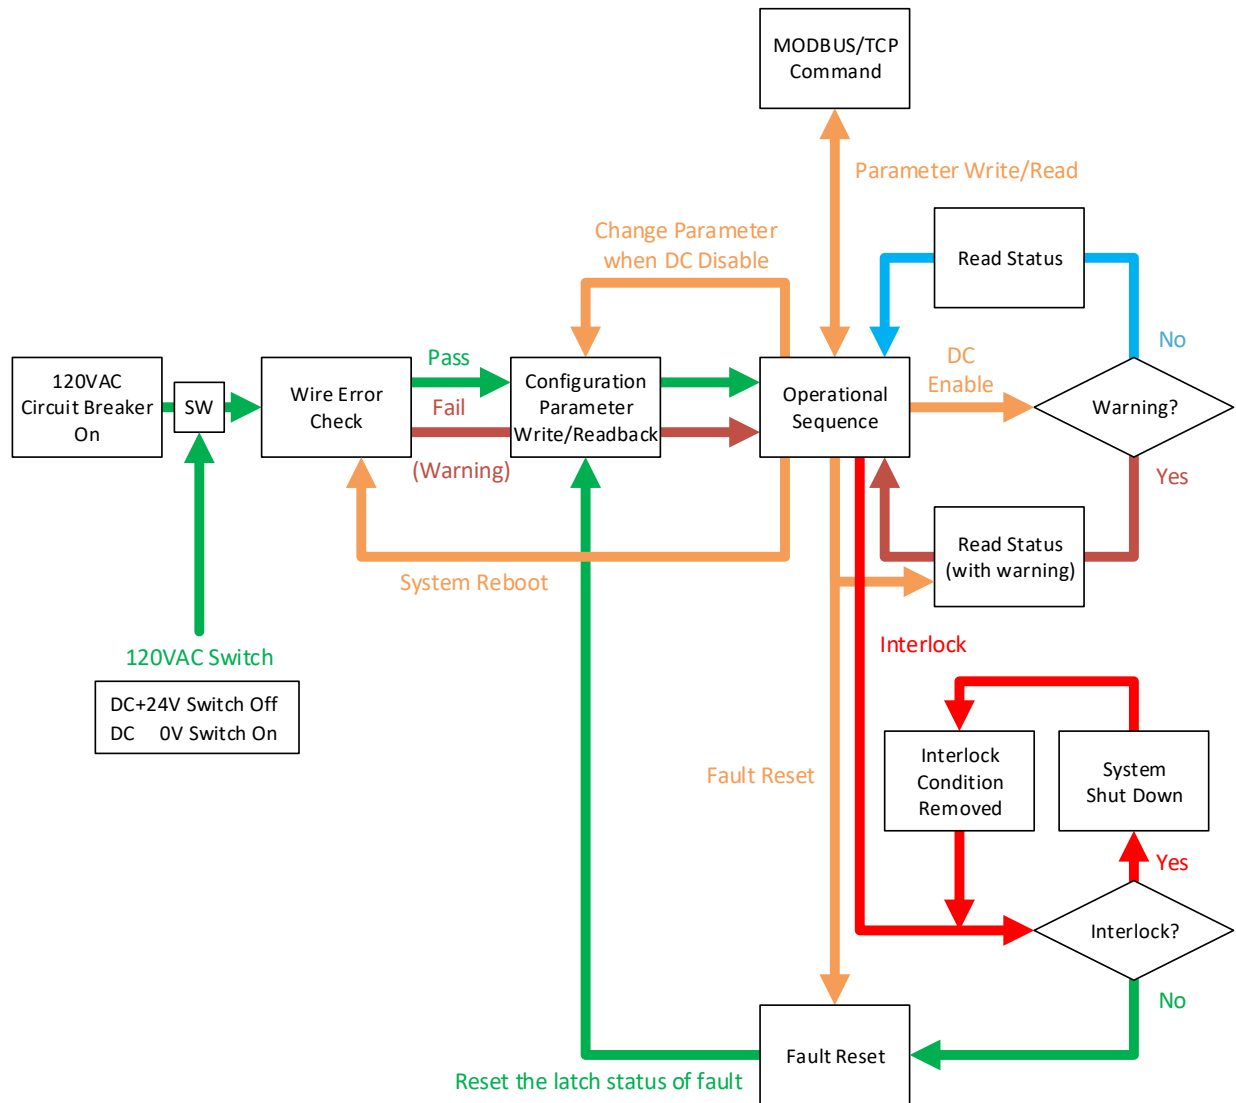 MODBUS/TCP
Command
Parameter Write/Read
Change Parameter
when DC Disable
Read Status
No
120VAC
Circuit Breaker
On
SW
Wire Error
Check
Pass
Fail
(Warning)
Configuration
Parameter
Write/Readback
Operational
Sequence
DC
Enable
Warning?
Yes
Read Status
(with warning)
System Reboot
120VAC Switch
DC+24V Switch Off
DC 0V Switch On
Interlock
Fault Reset
Interlock
Condition
Removed
System
Shut Down
Yes
Interlock?
No
Fault Reset
Reset the latch status of fault